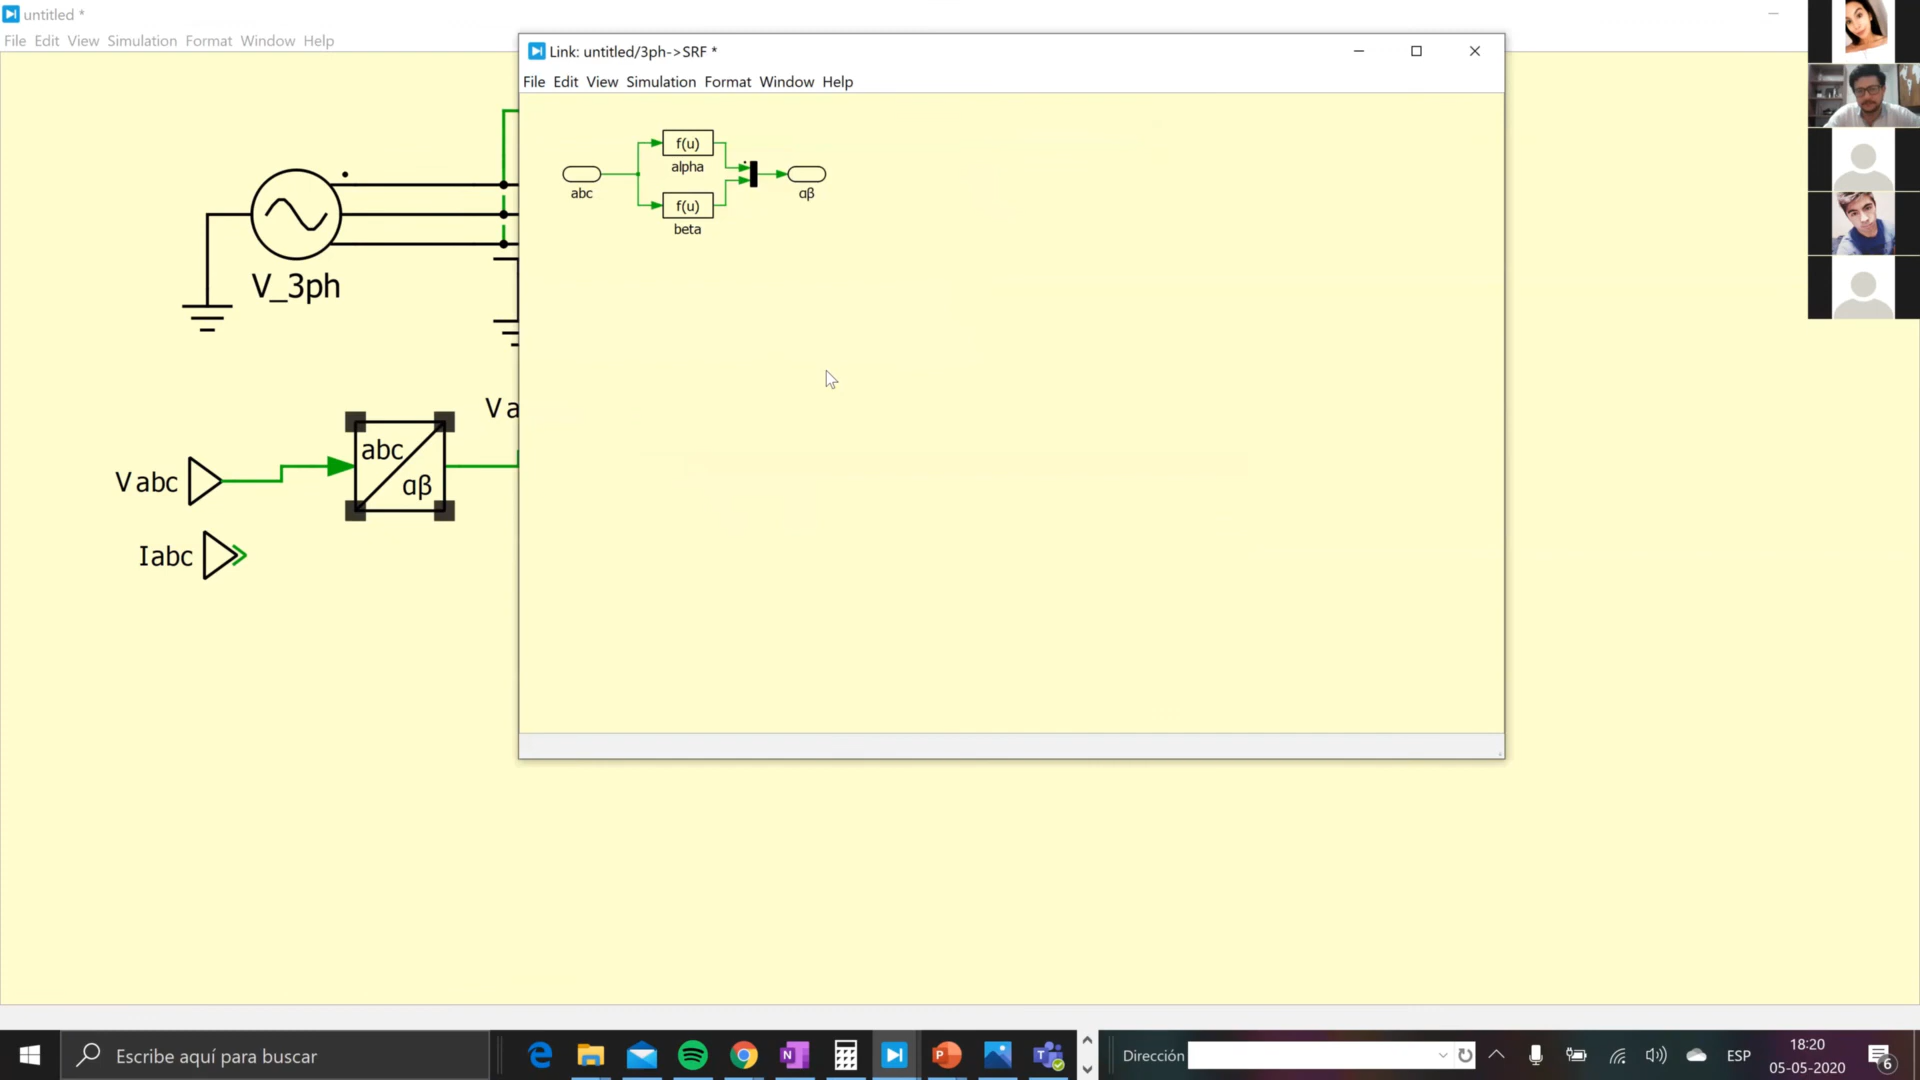 untitled *
File Edit View Simulation Format Window Help
Link: untitled/3ph->SRF *
File Edit View Simulation Format Window Help
f(u)
alpha
abc
αβ
f(u)
beta
V_3ph
Va
abc
αβ
Vabc
Iabc
Escribe aquí para buscar
Dirección
ESP
18:20
05-05-2020
6